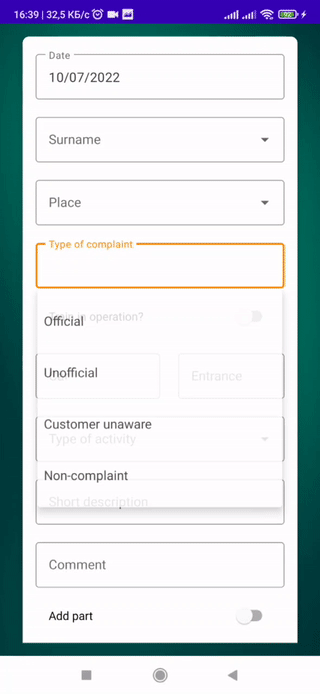 16:39 | 32,5 КБ/с
Date
10/07/2022
Surname
Place
Type of complaint
in operation?
Official
Unofficial
Entrance
Customer unaware
Type of activity
Non-complaint
Short description
Comment
Add part